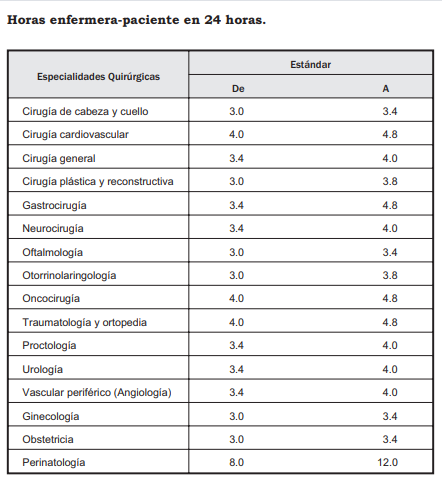 Horas enfermera-paciente en 24 horas.
Especialidades Quirúrgicas Estándar
De A
Cirugía de cabeza y cuello 3.0 3.4
Cirugía cardiovascular 4.0 4.8
Cirugía general 3.4 4.0
Cirugía plástica y reconstructiva 3.0 3.8
Gastrocirugía 3.4 4.8
Neurocirugía 3.4 4.0
Oftalmología 3.0 3.4
Otorrinolaringología 3.0 3.8
Oncocirugía 4.0 4.8
Traumatología y ortopedia 4.0 4.8
Proctología 3.4 4.0
Urología 3.4 4.0
Vascular periférico (Angiología) 3.4 4.0
Ginecología 3.0 3.4
Obstetricia 3.0 3.4
Perinatología 8.0 12.0